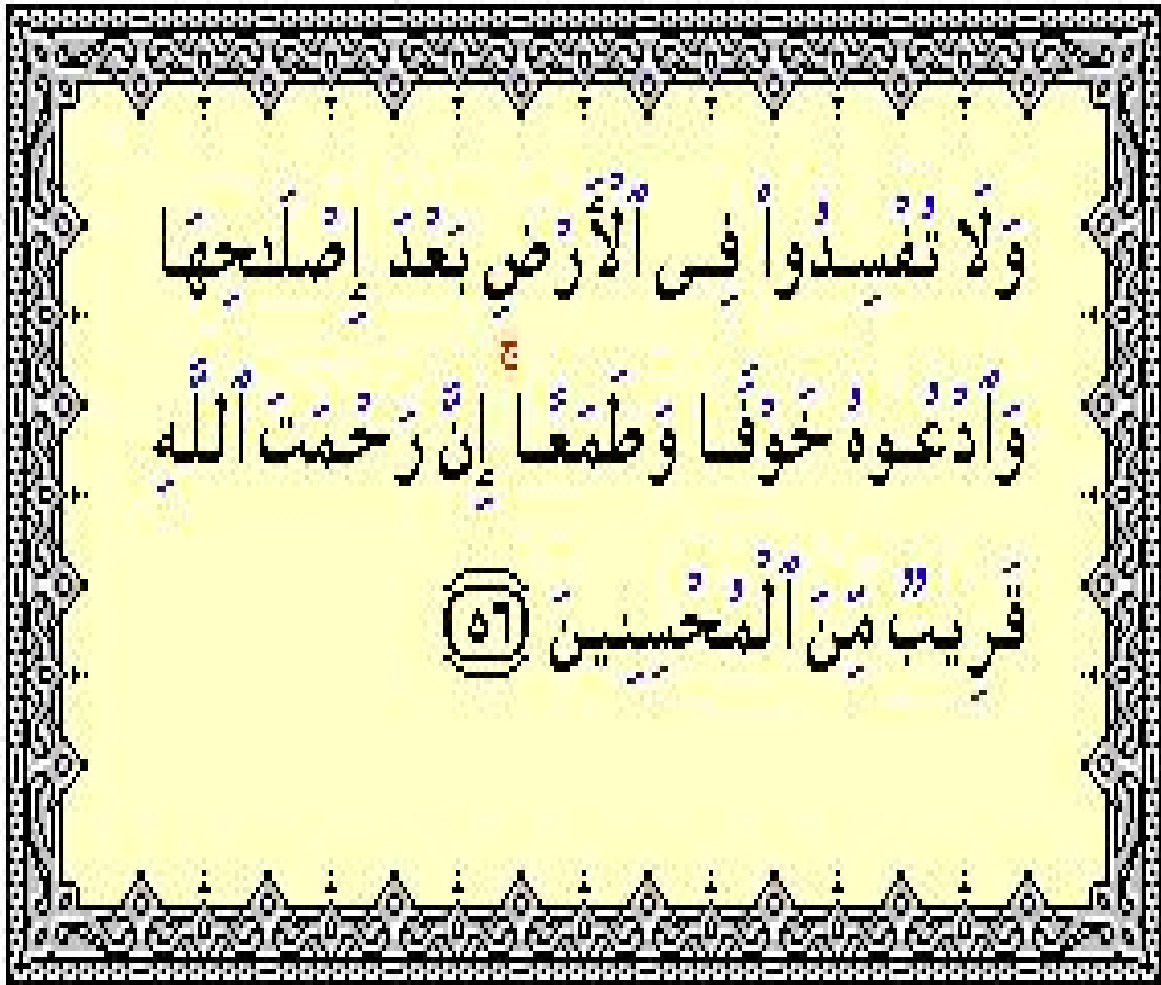 وَلَا تُفْسِدُوا۟ فِى ٱلْأَرْضِ بَعْدَ إِصْلَـٰحِهَا
وَٱدْعُوهُ خَوْفًا وَطَمَعًا ۚ إِنَّ رَحْمَتَ ٱللَّهِ
قَرِيبٌ مِّنَ ٱلْمُحْسِنِينَ ٥٦